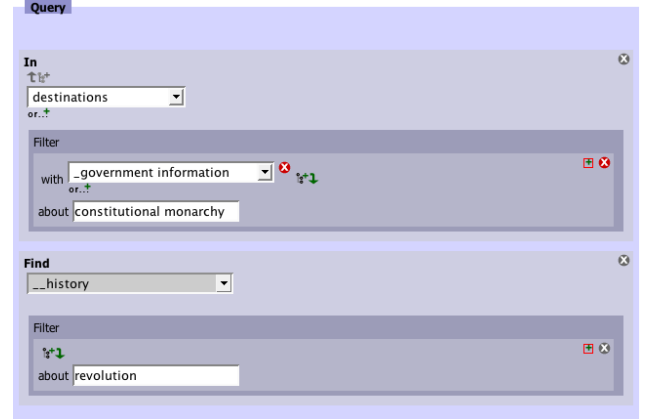 Query
In
destinations
or..
Filter
with _government information
or..
about constitutional monarchy
Find
__history
Filter
about revolution